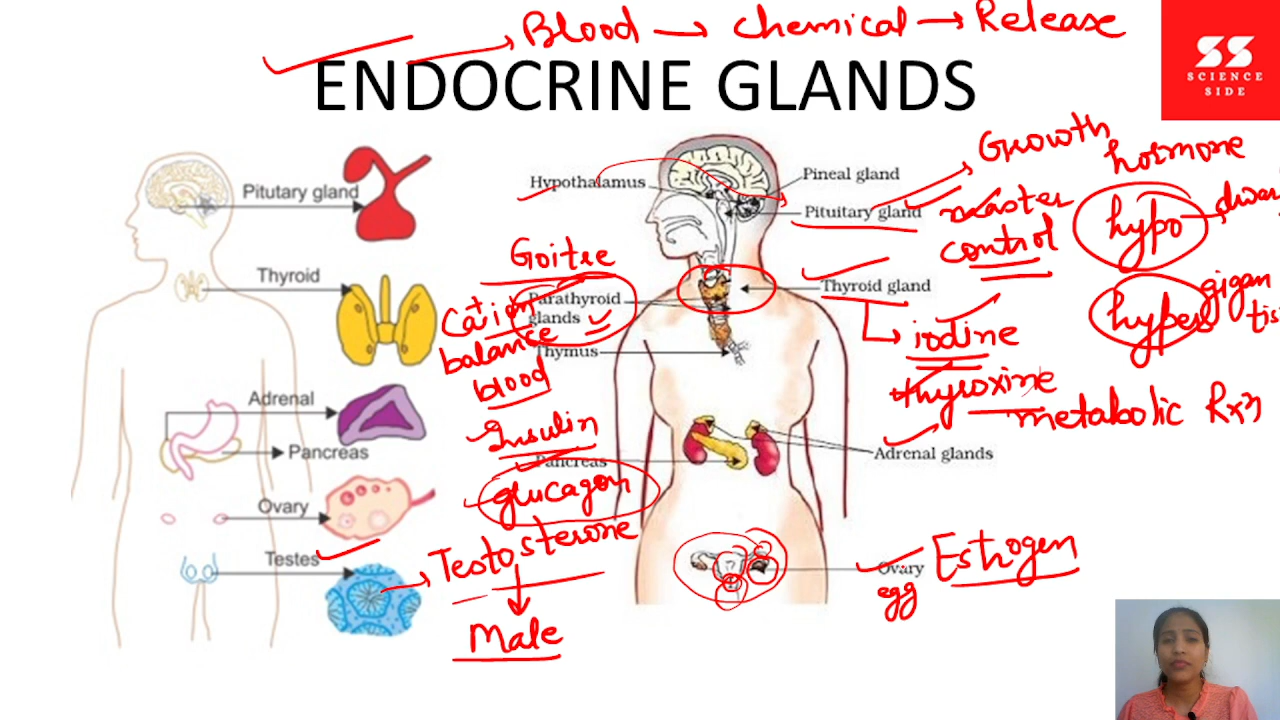 Blood → Chemical → Release
ENDOCRINE GLANDS
SS
SCIENCE
SIDE
Pitutary gland
Thyroid
Adrenal
Pancreas
Ovary
Testes
Testosterone
Male
Hypothalamus
Goitre
Parathyroid
glands
Cation
balance
blood
Thymus
Insulin
Pancreas
glucagon
Pineal gland
Pituitary gland
Growth
hormone
master
control
hypo
hyper
gigan
Thyroid gland
iodine
thyroxine
metabolic Rxn
Adrenal glands
Ovary
egg
Estrogen